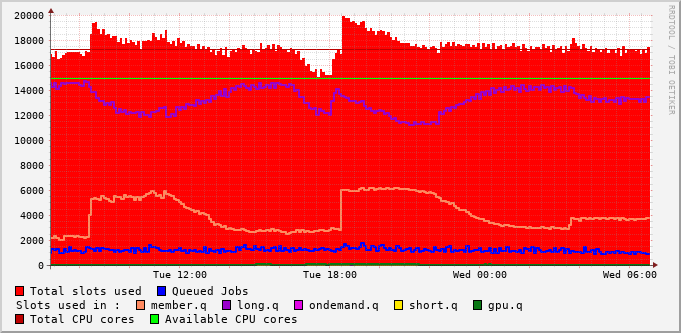 20000
18000
16000
14000
12000
10000
8000
6000
4000
2000
0
Tue 12:00 Tue 18:00 Wed 00:00 Wed 06:00
RRDTOOL / TOBI OETIKER
Total slots used Queued Jobs
Slots used in : member.q long.q ondemand.q short.q gpu.q
Total CPU cores Available CPU cores